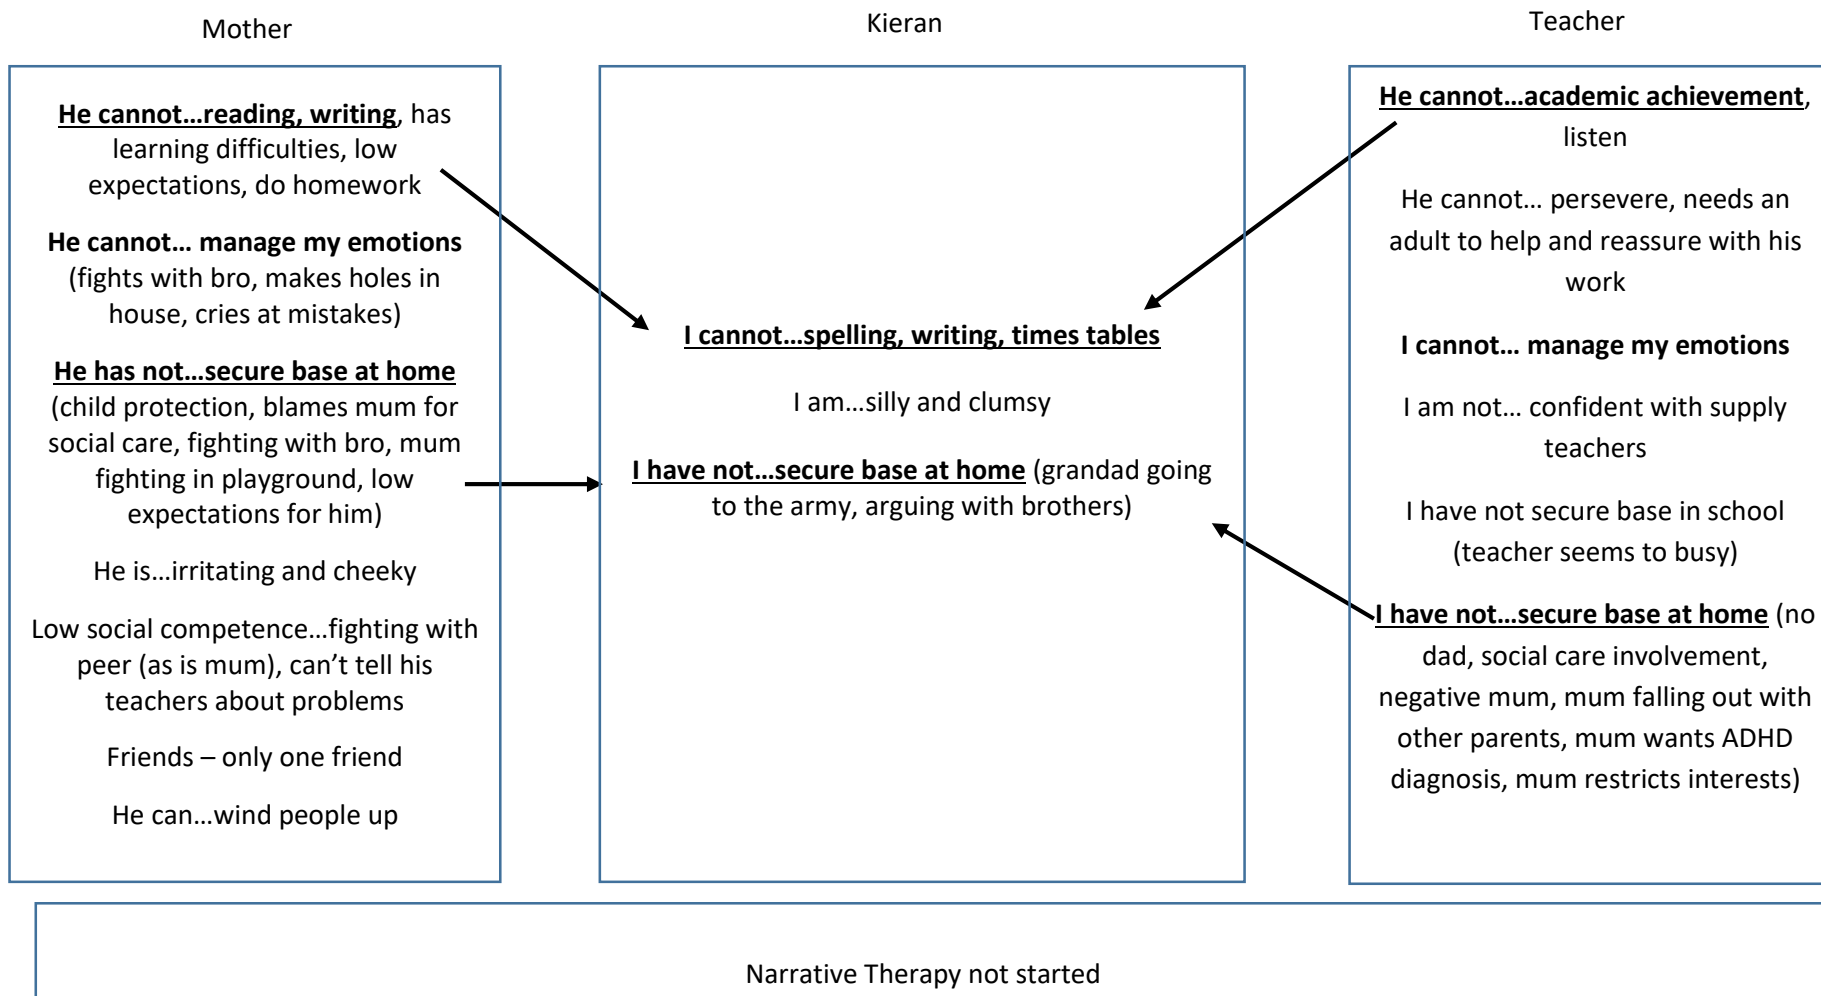 Mother
Kieran
Teacher
He cannot…reading, writing, has
learning difficulties, low
expectations, do homework
He cannot… manage my emotions
(fights with bro, makes holes in
house, cries at mistakes)
He has not…secure base at home
(child protection, blames mum for
social care, fighting with bro, mum
fighting in playground, low
expectations for him)
He is…irritating and cheeky
Low social competence…fighting with
peer (as is mum), can’t tell his
teachers about problems
Friends – only one friend
He can…wind people up
I cannot…spelling, writing, times tables
I am…silly and clumsy
I have not…secure base at home (grandad going
to the army, arguing with brothers)
He cannot…academic achievement,
listen
He cannot… persevere, needs an
adult to help and reassure with his
work
I cannot… manage my emotions
I am not… confident with supply
teachers
I have not secure base in school
(teacher seems to busy)
I have not…secure base at home (no
dad, social care involvement,
negative mum, mum falling out with
other parents, mum wants ADHD
diagnosis, mum restricts interests)
Narrative Therapy not started